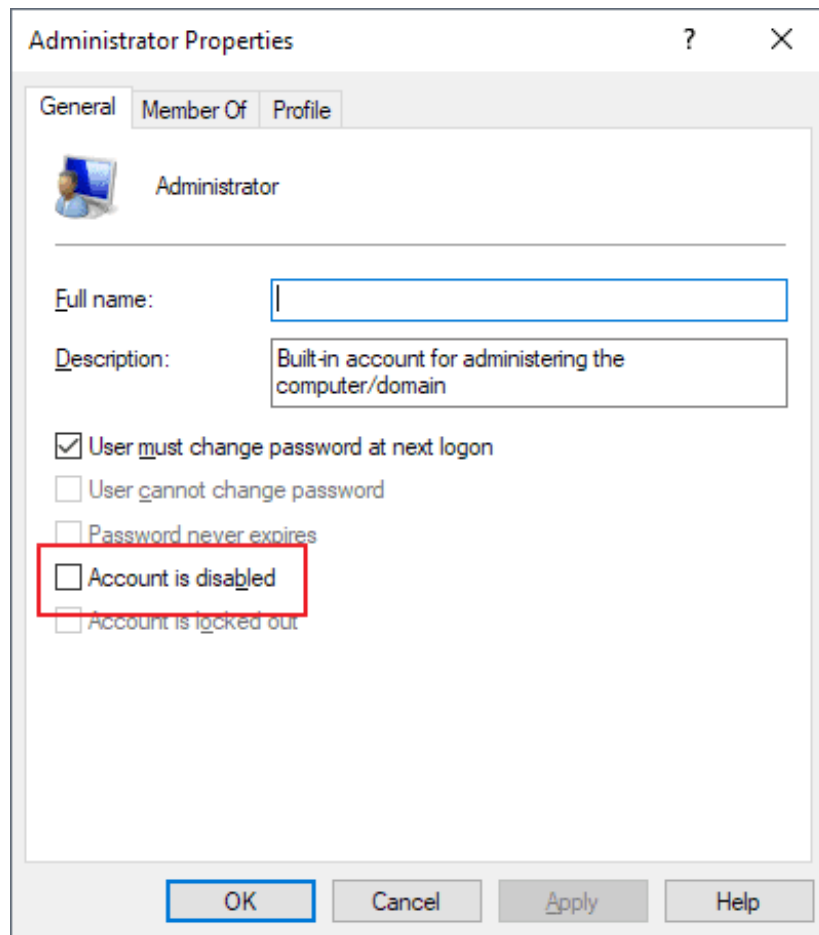 Administrator Properties
?
General Member Of Profile
Administrator
Full name:
Description: Built-in account for administering the
computer/domain
User must change password at next logon
User cannot change password
Password never expires
Account is disabled
Account is locked out
OK Cancel Apply Help